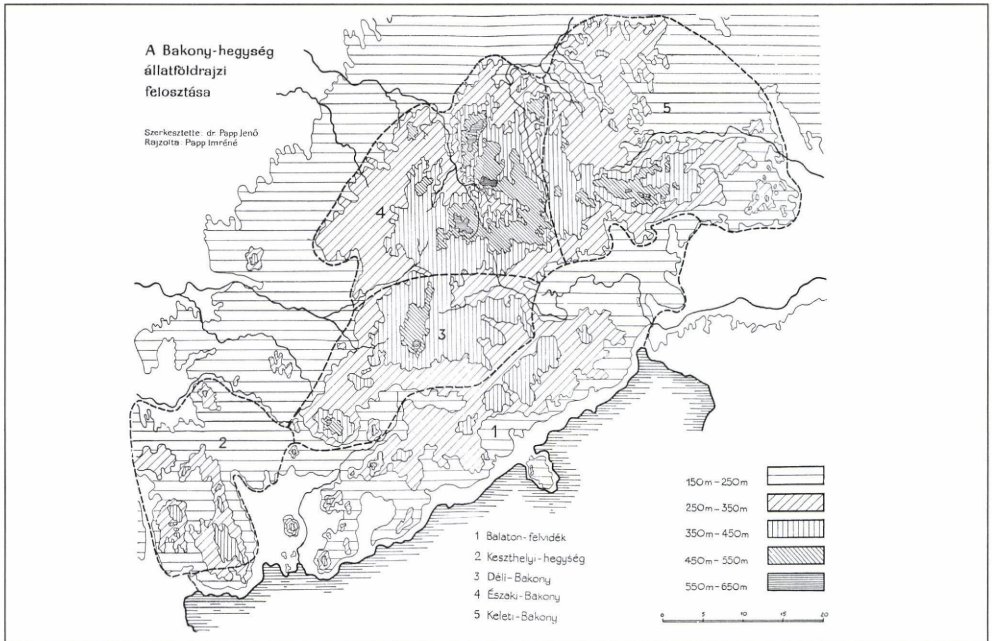 A Bakony-hegység
állatföldrajzi
felosztása
Szerkesztette: dr. Papp Jenő
Rajzolta: Papp Imréné
5
4
3
2
1
1 Balaton-felvidék
2 Keszthelyi-hegység
3 Déli-Bakony
4 Északi-Bakony
5 Keleti-Bakony
150m-250m
250m-350m
350m-450m
450m-550m
550m-650m
0 5 10 15 20